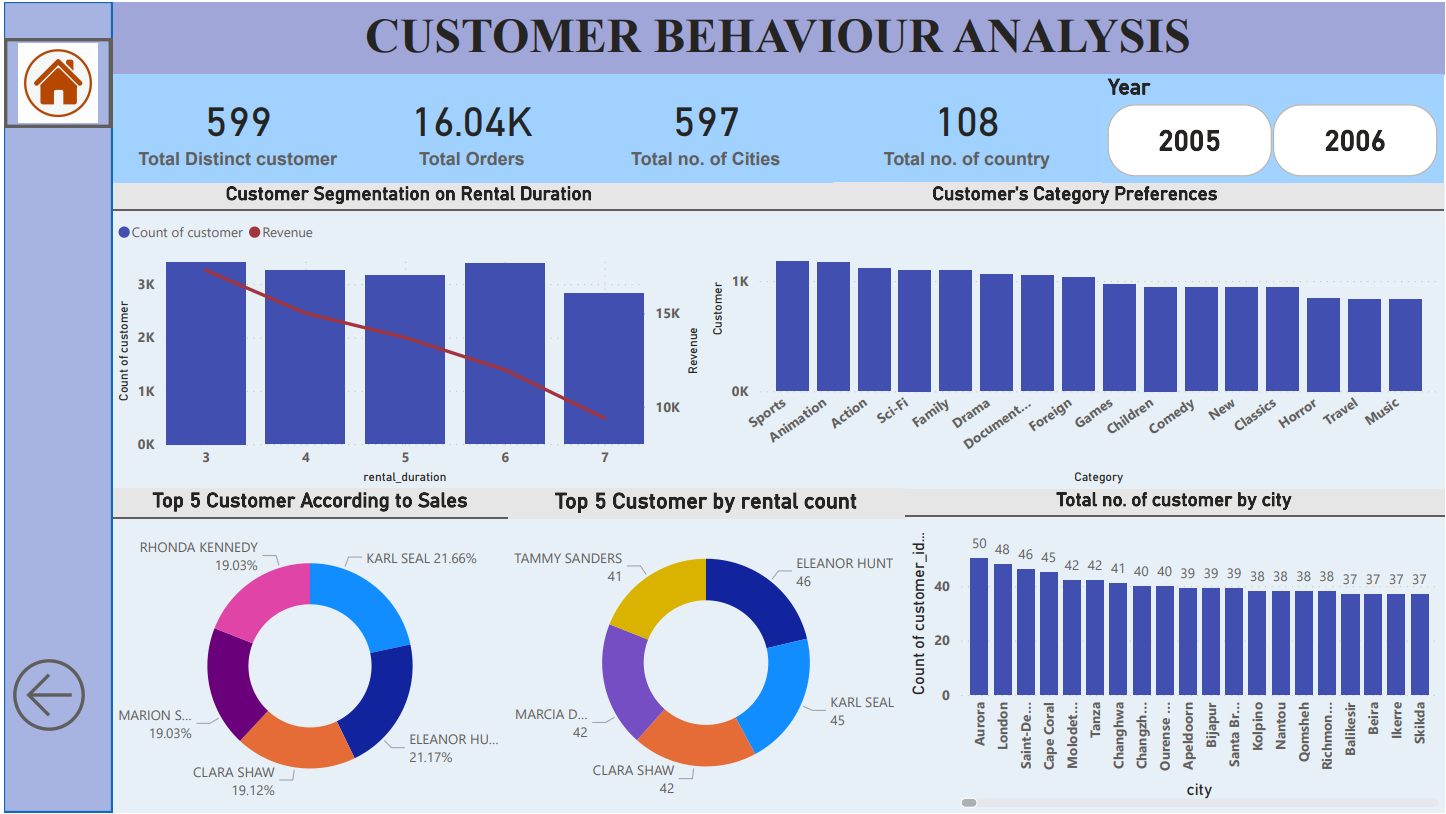 CUSTOMER BEHAVIOUR ANALYSIS
599
Total Distinct customer
16.04K
Total Orders
597
Total no. of Cities
108
Total no. of country
Year
2005
2006
Customer Segmentation on Rental Duration
Count of customer
Revenue
Count of customer
3K
2K
1K
0K
15K
10K
Revenue
3
4
5
6
7
rental_duration
Customer's Category Preferences
Customer
1K
0K
Sports
Animation
Action
Sci-Fi
Family
Drama
Document...
Foreign
Games
Children
Comedy
New
Classics
Horror
Travel
Music
Category
Top 5 Customer According to Sales
RHONDA KENNEDY
19.03%
KARL SEAL 21.66%
MARION S...
19.03%
ELEANOR HU...
21.17%
CLARA SHAW
19.12%
Top 5 Customer by rental count
TAMMY SANDERS
41
ELEANOR HUNT
46
MARCIA D...
42
KARL SEAL
45
CLARA SHAW
42
Total no. of customer by city
Count of customer_id...
40
20
0
50
48
46
45
42
42
41
40
40
39
39
39
38
38
38
38
37
37
37
37
Aurora
London
Saint-De...
Cape Coral
Molodet...
Tanza
Changhwa
Changzh...
Ourense ...
Apeldoorn
Bijapur
Santa Br...
Kolpino
Nantou
Qomsheh
Richmon...
Balikesir
Beira
Ikerre
Skikda
city